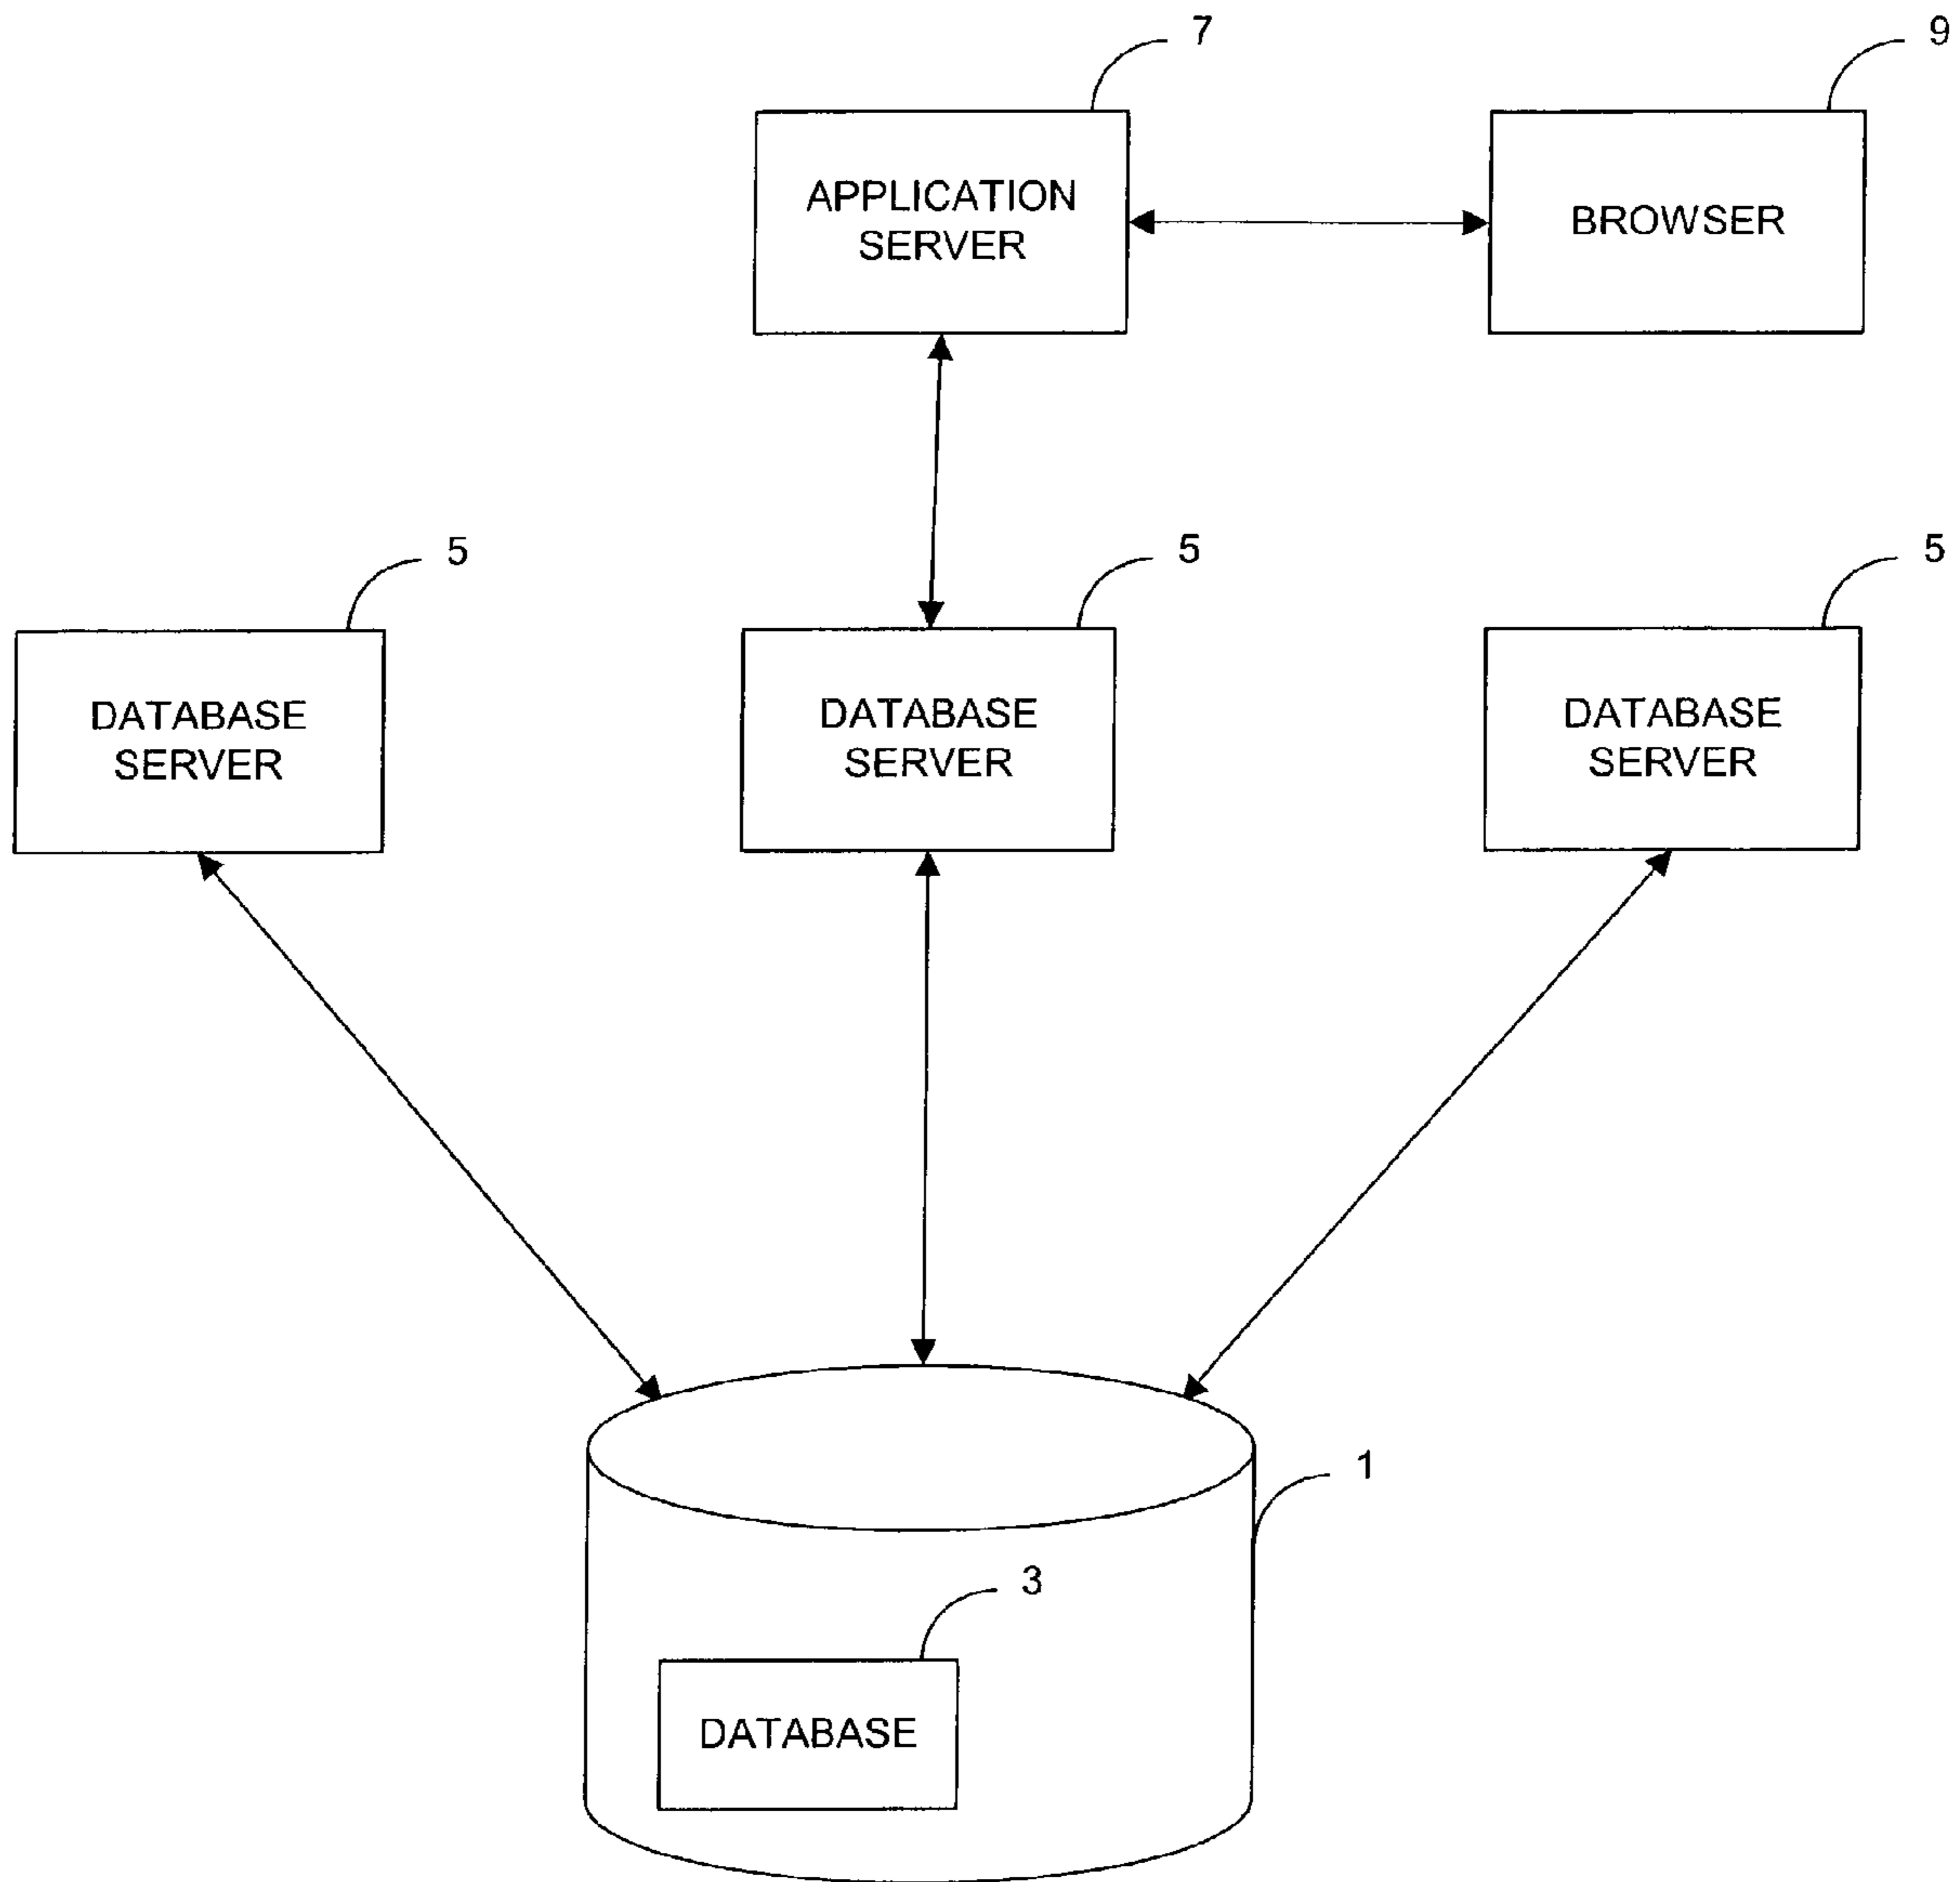 7
9
APPLICATION
SERVER
BROWSER
5
5
5
DATABASE
SERVER
DATABASE
SERVER
DATABASE
SERVER
1
3
DATABASE